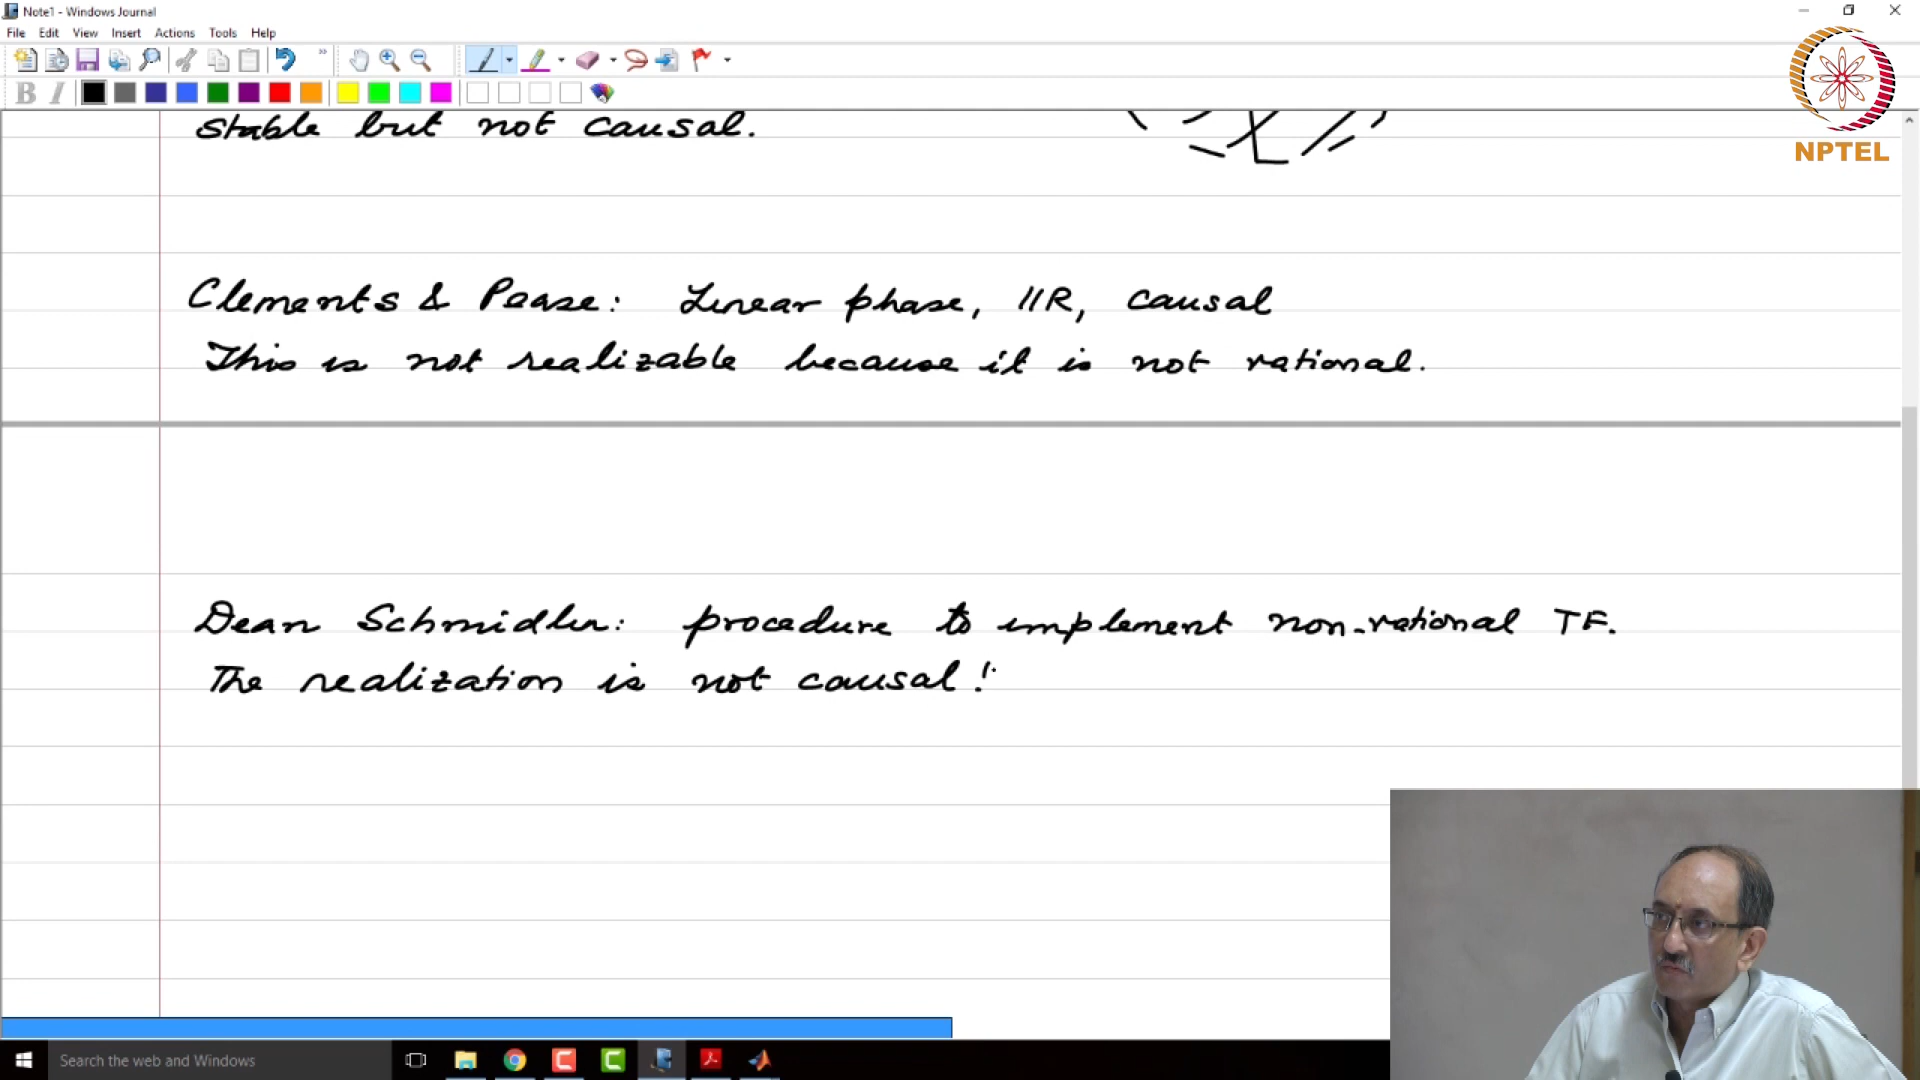 Note1 - Windows Journal
File Edit View Insert Actions Tools Help
B I
NPTEL
stable but not causal.
Clements & Pease: Linear phase, IIR, causal
This is not realizable because it is not rational.
Dean Schmidlin: procedure to implement non-rational TF.
The realization is not causal!
Search the web and Windows